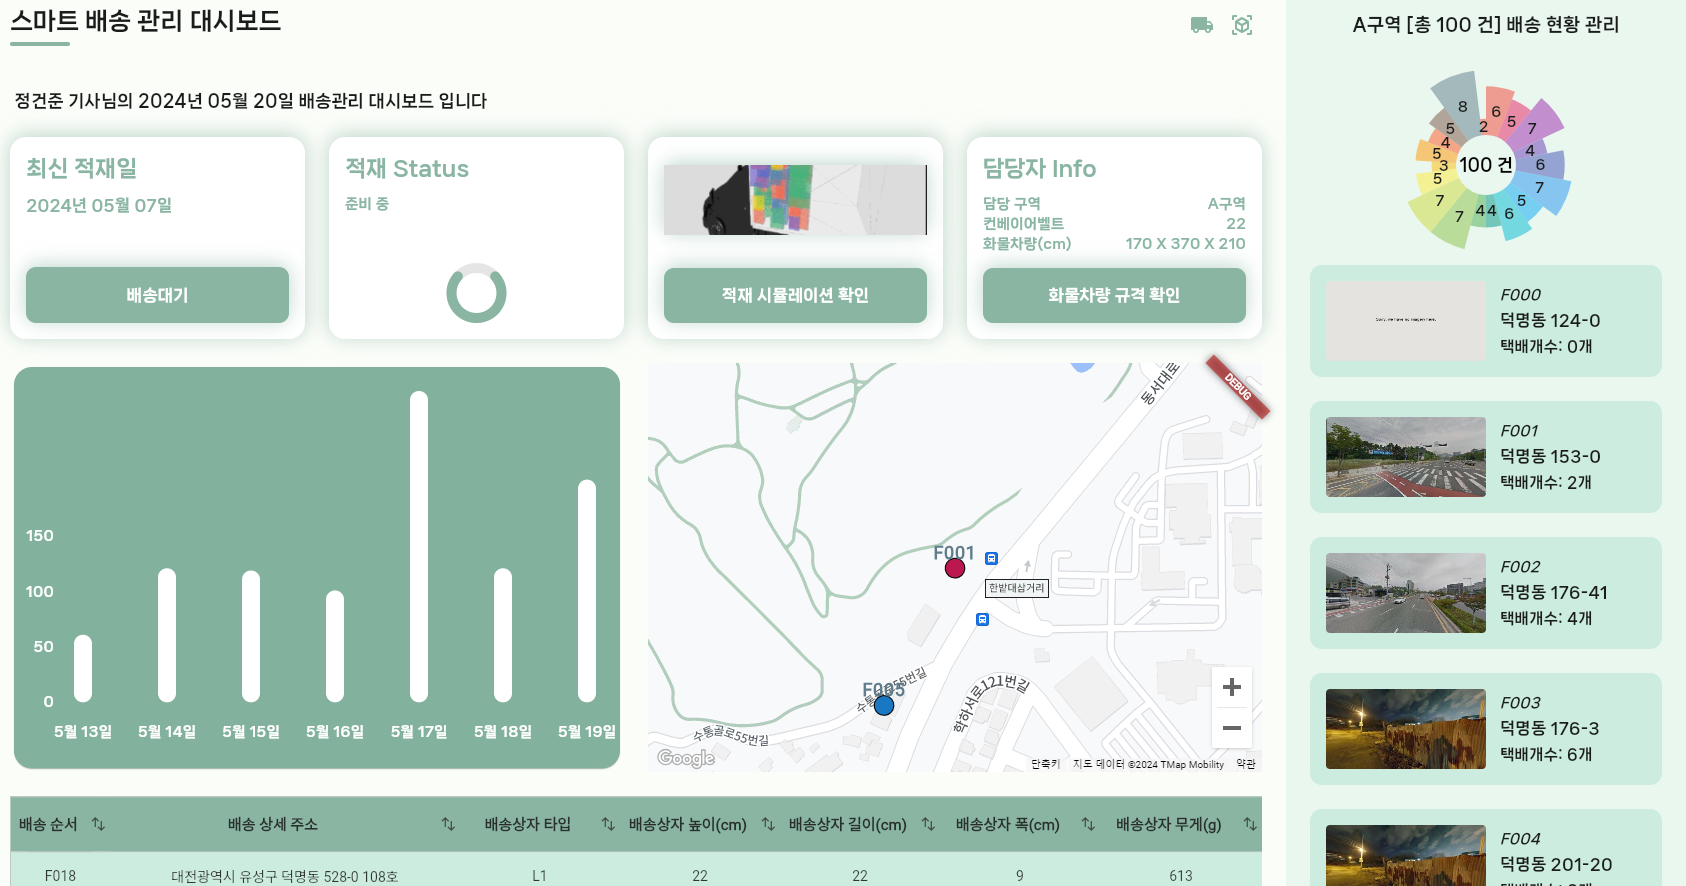 스마트 배송 관리 대시보드
정건준 기사님의 2024년 05월 20일 배송관리 대시보드 입니다
최신 적재일
2024년 05월 07일
배송대기
적재 Status
준비 중
적재 시뮬레이션 확인
담당자 Info
담당 구역 A구역
컨베이어벨트 22
화물차량(cm) 170 X 370 X 210
화물차량 규격 확인
150
100
50
0
5월 13일 5월 14일 5월 15일 5월 16일 5월 17일 5월 18일 5월 19일
동서대로
DEBUG
F001
한밭대삼거리
F005
수통골로55번길
수통골로55번길
학하서로121번길
Google
단축키 지도 데이터 ©2024 TMap Mobility 약관
배송 순서 배송 상세 주소 배송상자 타입 배송상자 높이(cm) 배송상자 길이(cm) 배송상자 폭(cm) 배송상자 무게(g)
F018 대전광역시 유성구 덕명동 528-0 108호 L1 22 22 9 613
A구역 [총 100 건] 배송 현황 관리
6
5
7
4
6
7
5
6
4
4
7
7
5
3
5
4
5
8
2
100 건
Sorry, we have no imagery here.
F000
덕명동 124-0
택배개수: 0개
F001
덕명동 153-0
택배개수: 2개
F002
덕명동 176-41
택배개수: 4개
F003
덕명동 176-3
택배개수: 6개
F004
덕명동 201-20